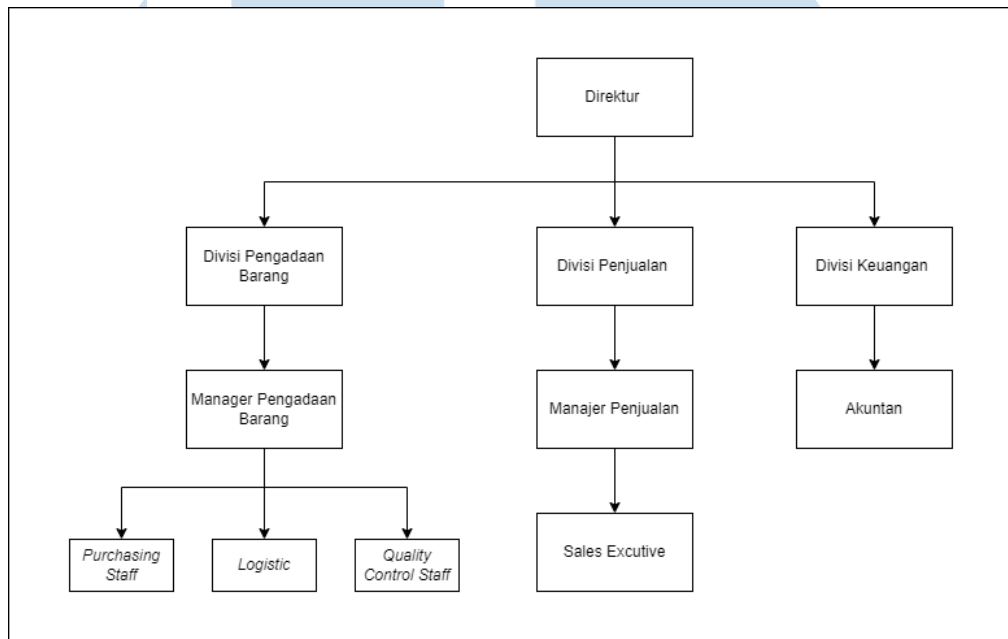 Direktur
Divisi Pengadaan
Barang
Divisi Penjualan
Divisi Keuangan
Manager Pengadaan
Barang
Manajer Penjualan
Akuntan
Purchasing
Staff
Logistic
Quality
Control Staff
Sales Excutive